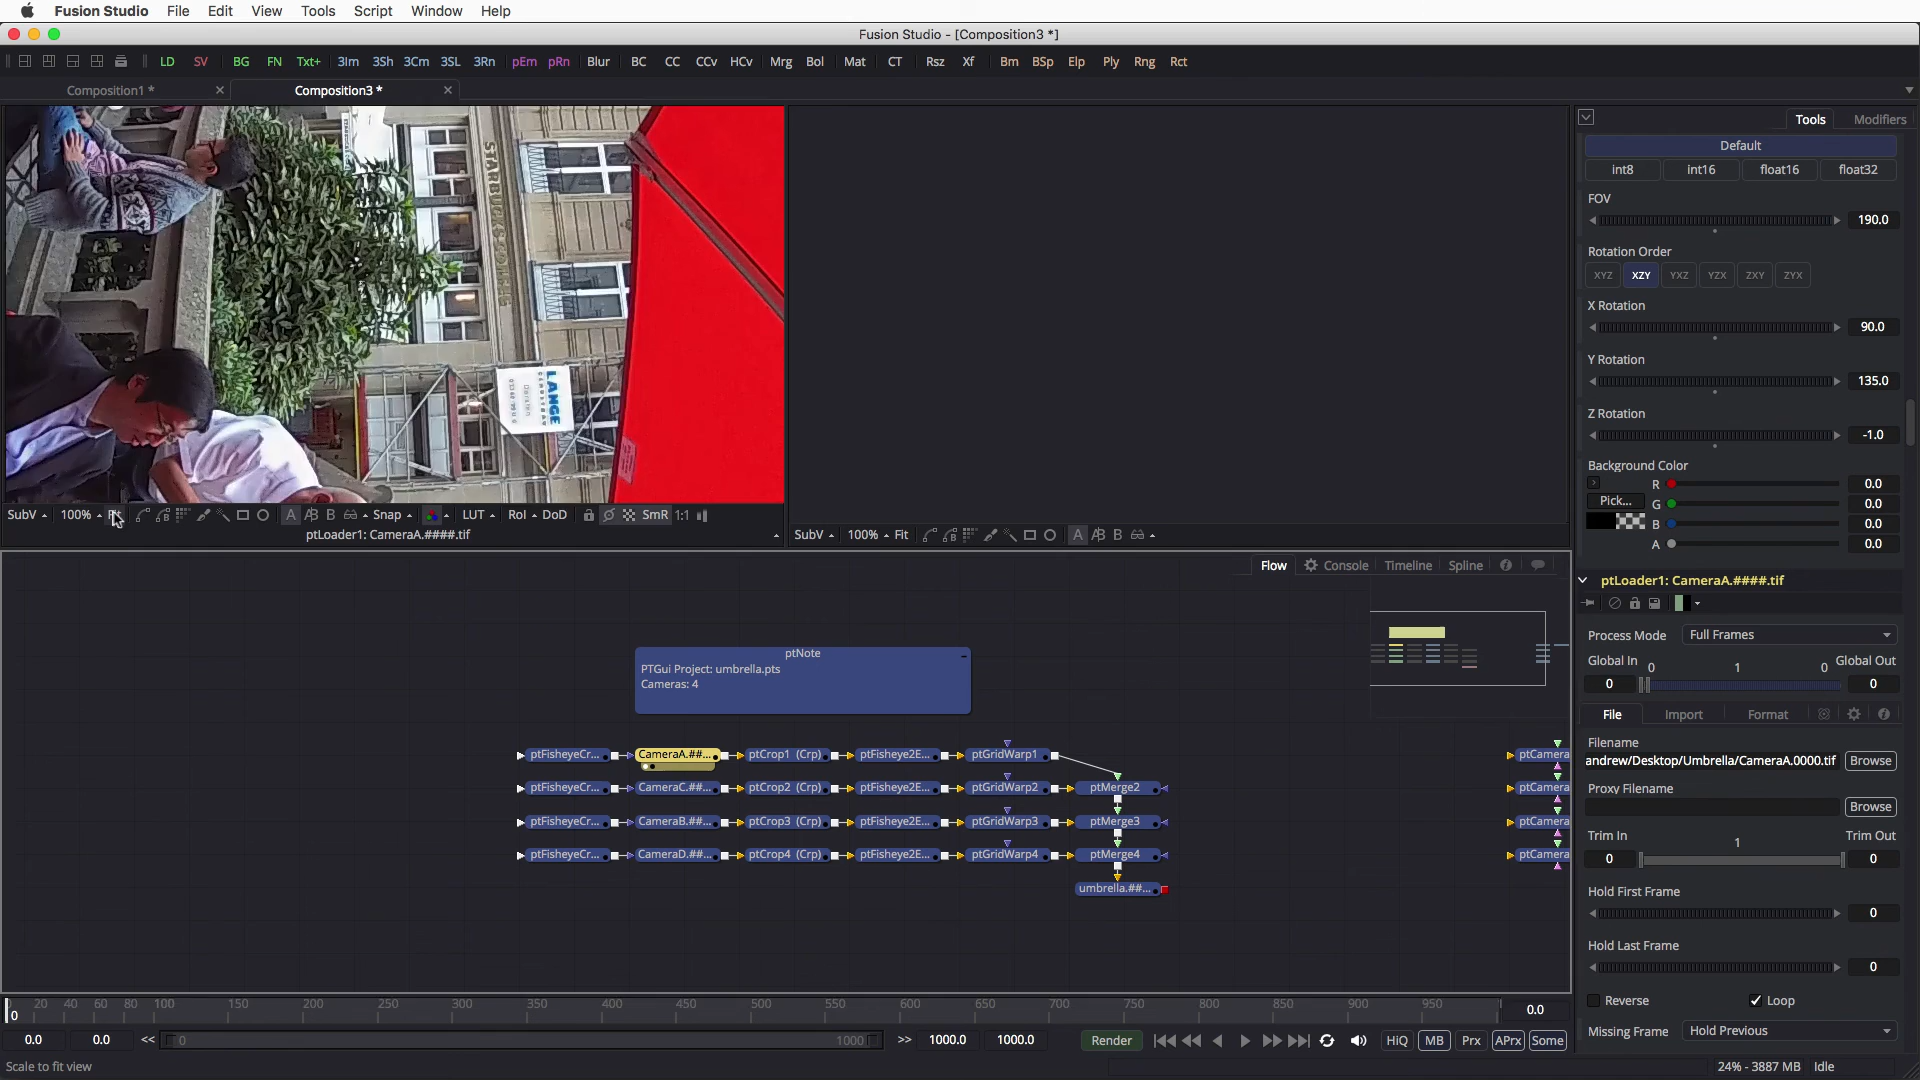 Fusion Studio File Edit View Tools Script Window Help
Fusion Studio - [Composition3 *]
LD SV BG FN Txt+ 3Im 3Sh 3Cm 3SL 3Rn pEm pRn Blur BC CC CCv HCv Mrg Bol Mat CT Rsz Xf Bm BSp Elp Ply Rng Rct
Composition1 * Composition3 *
Tools Modifiers
Default
int8 int16 float16 float32
FOV
190.0
Rotation Order
XYZ XZY YXZ YZX ZXY ZYX
X Rotation
90.0
Y Rotation
135.0
Z Rotation
-1.0
Background Color
R 0.0
Pick... G 0.0
B 0.0
A 0.0
STARBUCKS COFFEE
LANGE
SubV 100% Fit A B Snap LUT RoI DoD SmR 1:1
ptLoader1: CameraA.####.tif
SubV 100% Fit A B
Flow Console Timeline Spline
ptNote
PTGui Project: umbrella.pts
Cameras: 4
ptFisheyeCr... CameraA.##... ptCrop1 (Crp) ptFisheye2E... ptGridWarp1 ptCamera
ptFisheyeCr... CameraC.##... ptCrop2 (Crp) ptFisheye2E... ptGridWarp2 ptMerge2 ptCamera
ptFisheyeCr... CameraB.##... ptCrop3 (Crp) ptFisheye2E... ptGridWarp3 ptMerge3 ptCamera
ptFisheyeCr... CameraD.##... ptCrop4 (Crp) ptFisheye2E... ptGridWarp4 ptMerge4 ptCamera
umbrella.##...
ptLoader1: CameraA.####.tif
Process Mode Full Frames
Global In 0 1 0 Global Out
0 0
File Import Format
Filename
andrew/Desktop/Umbrella/CameraA.0000.tif Browse
Proxy Filename
Browse
Trim In 1 Trim Out
0 0
Hold First Frame
0
Hold Last Frame
0
Reverse Loop
Missing Frame Hold Previous
0 20 40 60 80 100 150 200 250 300 350 400 450 500 550 600 650 700 750 800 850 900 950 0.0
0.0 0.0 << 0 1000 >> 1000.0 1000.0 Render HiQ MB Prx APrx Some
Scale to fit view 24% - 3887 MB Idle